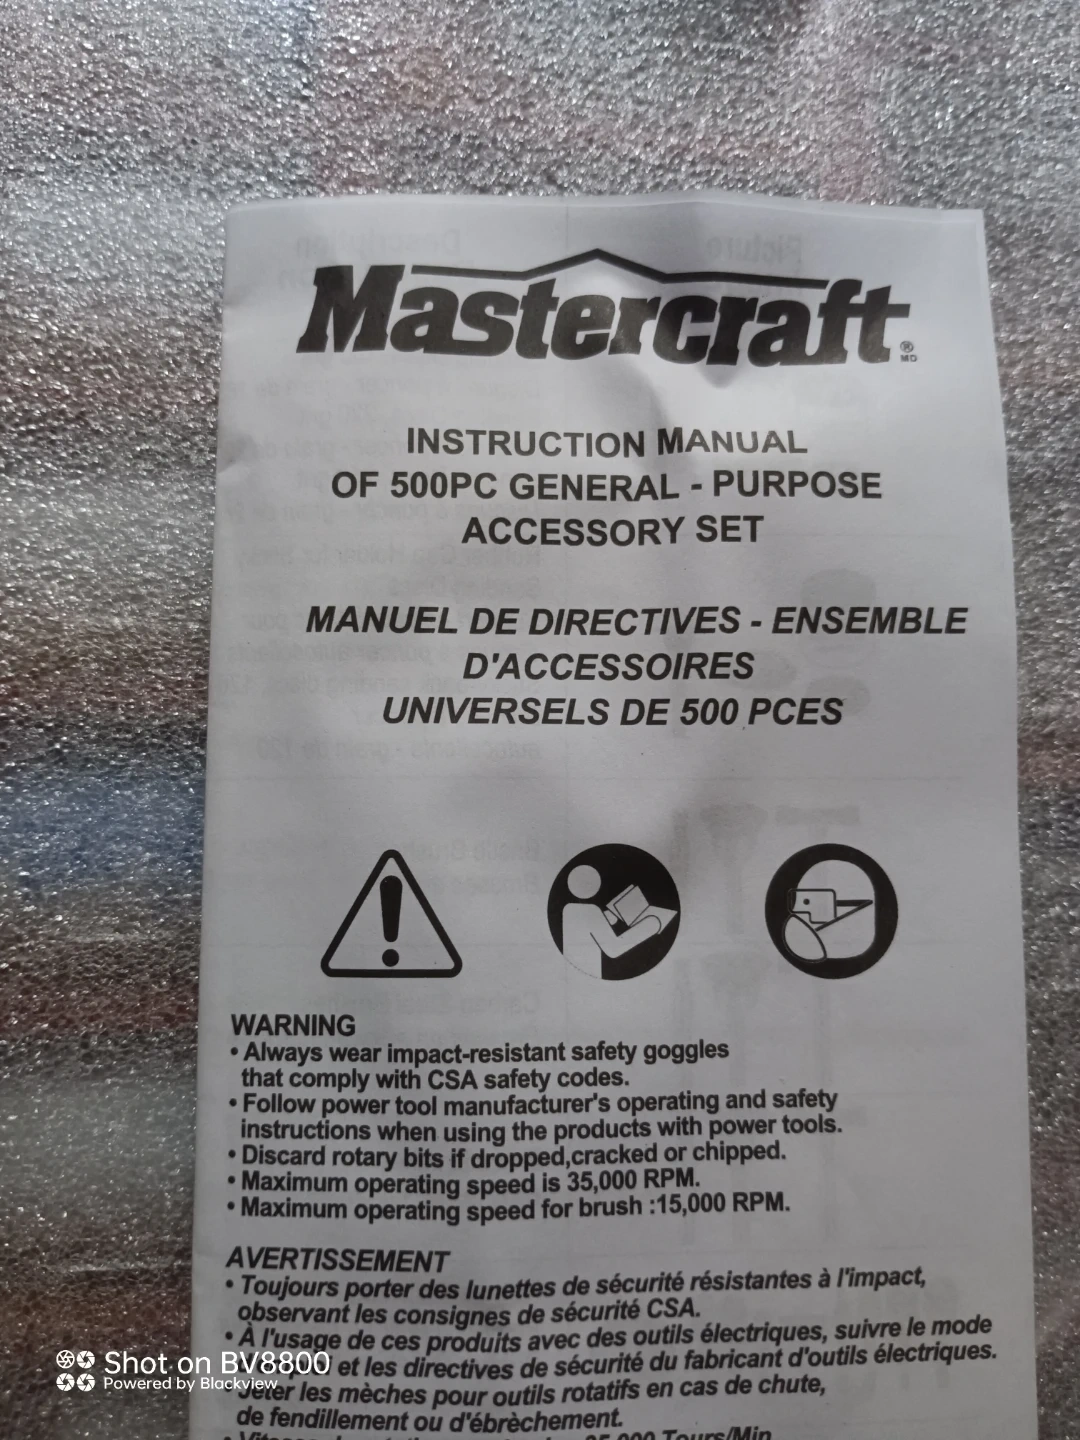 Mastercraft ® MD
INSTRUCTION MANUAL
OF 500PC GENERAL - PURPOSE
ACCESSORY SET
MANUEL DE DIRECTIVES - ENSEMBLE
D'ACCESSOIRES
UNIVERSELS DE 500 PCES
WARNING
• Always wear impact-resistant safety goggles
that comply with CSA safety codes.
• Follow power tool manufacturer's operating and safety
instructions when using the products with power tools.
• Discard rotary bits if dropped,cracked or chipped.
• Maximum operating speed is 35,000 RPM.
• Maximum operating speed for brush :15,000 RPM.
AVERTISSEMENT
• Toujours porter des lunettes de sécurité résistantes à l'impact,
observant les consignes de sécurité CSA.
• À l'usage de ces produits avec des outils électriques, suivre le mode
et les directives de sécurité du fabricant d'outils électriques.
Jeter les mèches pour outils rotatifs en cas de chute,
de fendillement ou d'ébrèchement.
35,000 Tours/Min
Shot on BV8800
Powered by Blackview